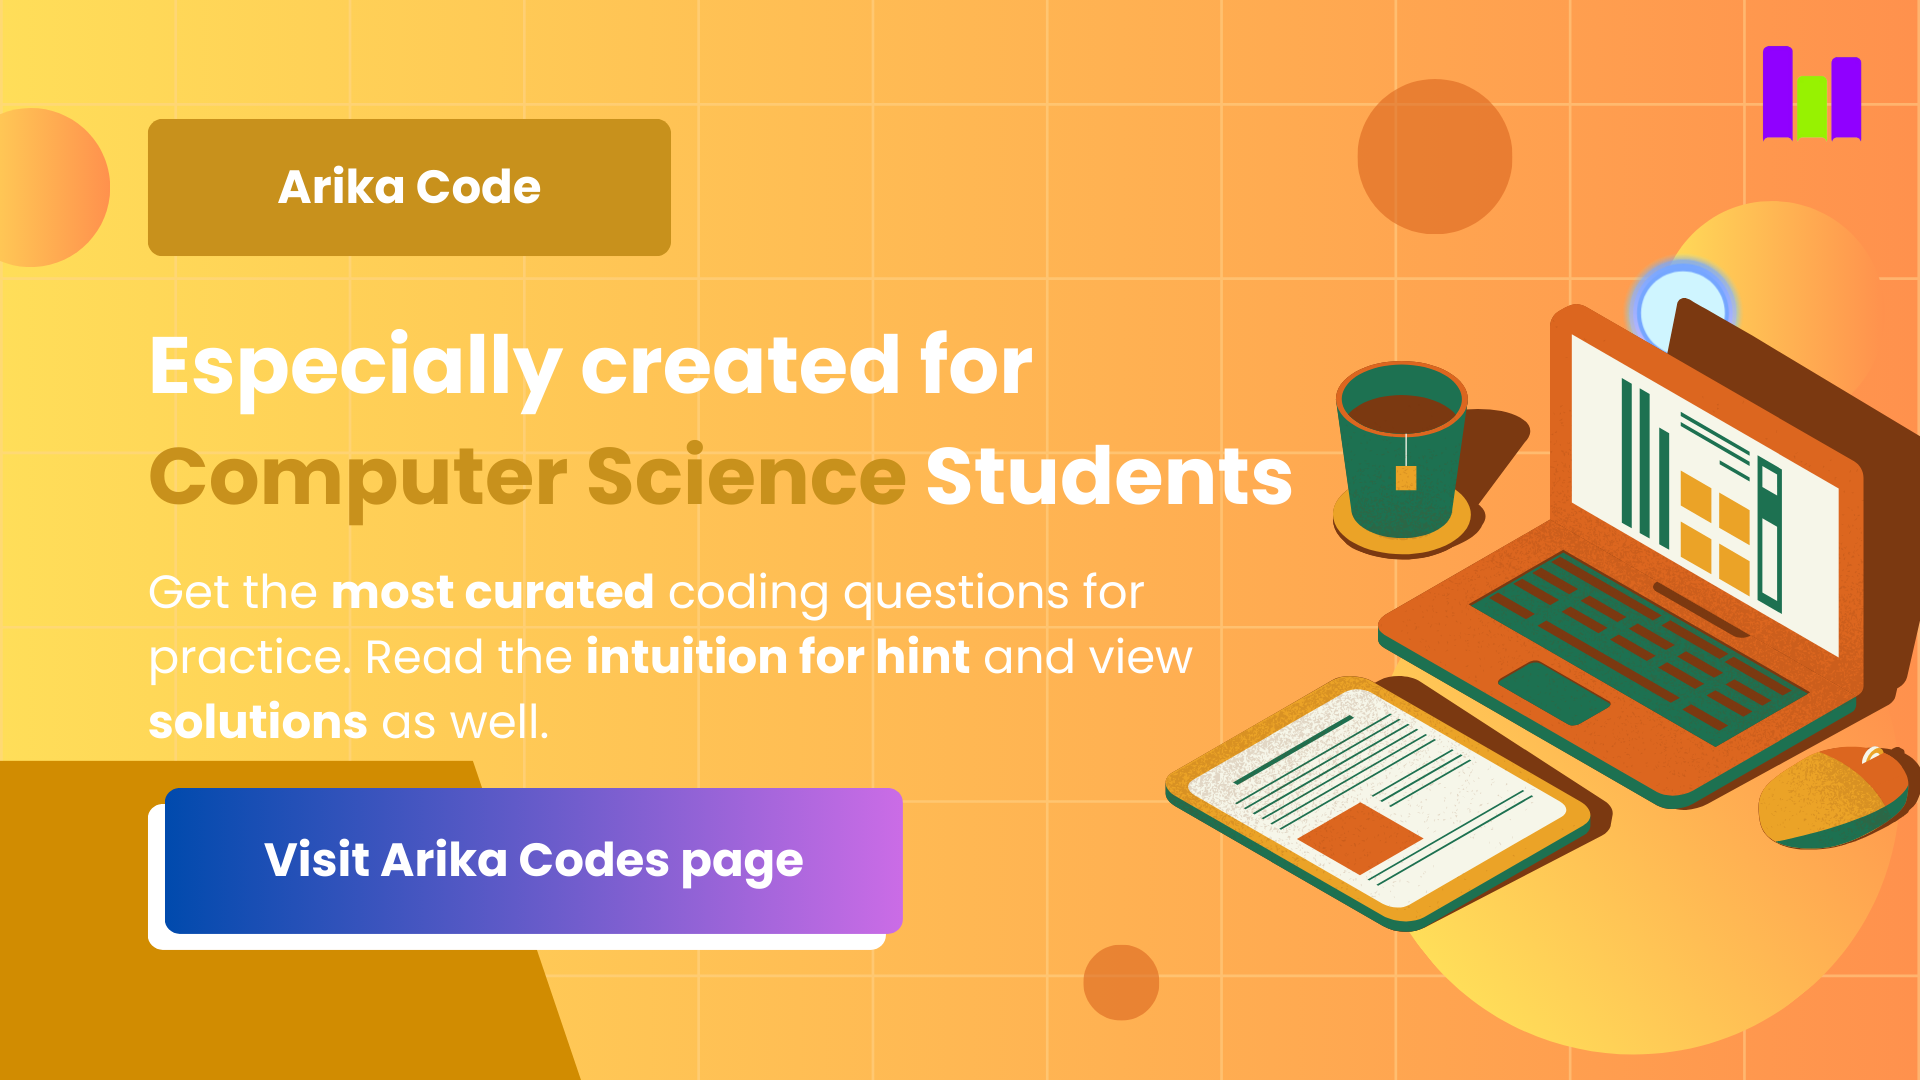 Arika Code
Especially created for
Computer Science Students
Get the most curated coding questions for
practice. Read the intuition for hint and view
solutions as well.
Visit Arika Codes page